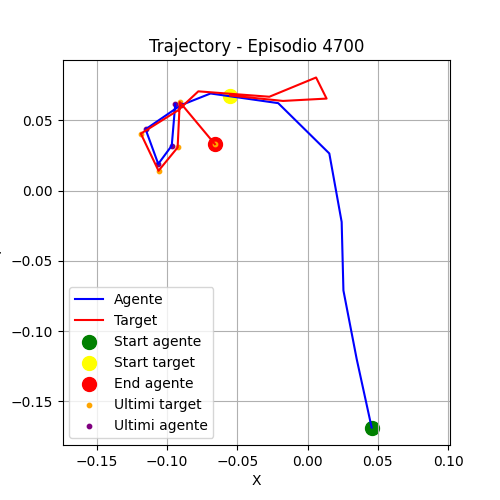 Trajectory - Episodio 4700
0.05
0.00
−0.05
−0.10
−0.15
Agente
Target
Start agente
Start target
End agente
Ultimi target
Ultimi agente
−0.15 −0.10 −0.05 0.00 0.05 0.10
X